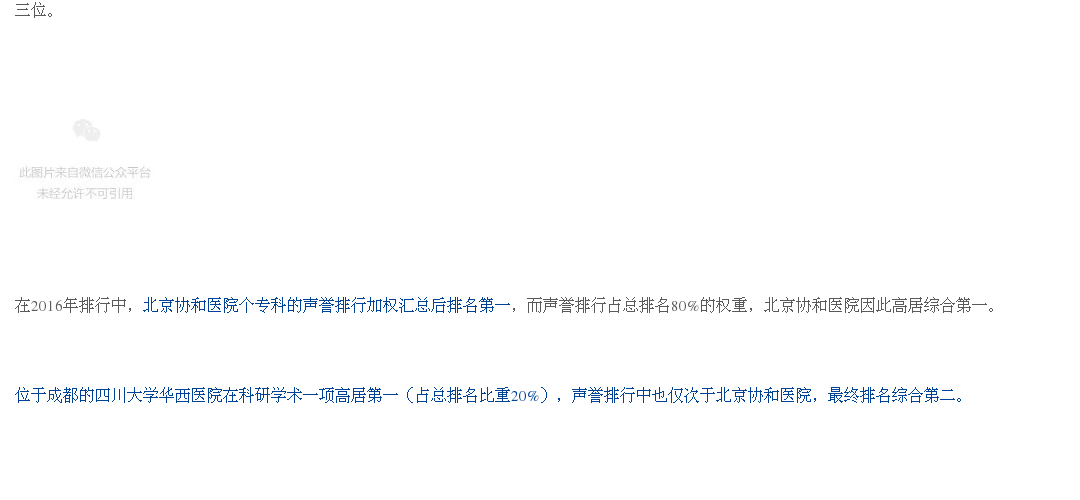 三位。
此图片来自微信公众平台
未经允许不可引用
在2016年排行中，北京协和医院个专科的声誉排行加权汇总后排名第一，而声誉排行占总排名80%的权重，北京协和医院因此高居综合第一。
位于成都的四川大学华西医院在科研学术一项高居第一（占总排名比重20%），声誉排行中也仅次于北京协和医院，最终排名综合第二。